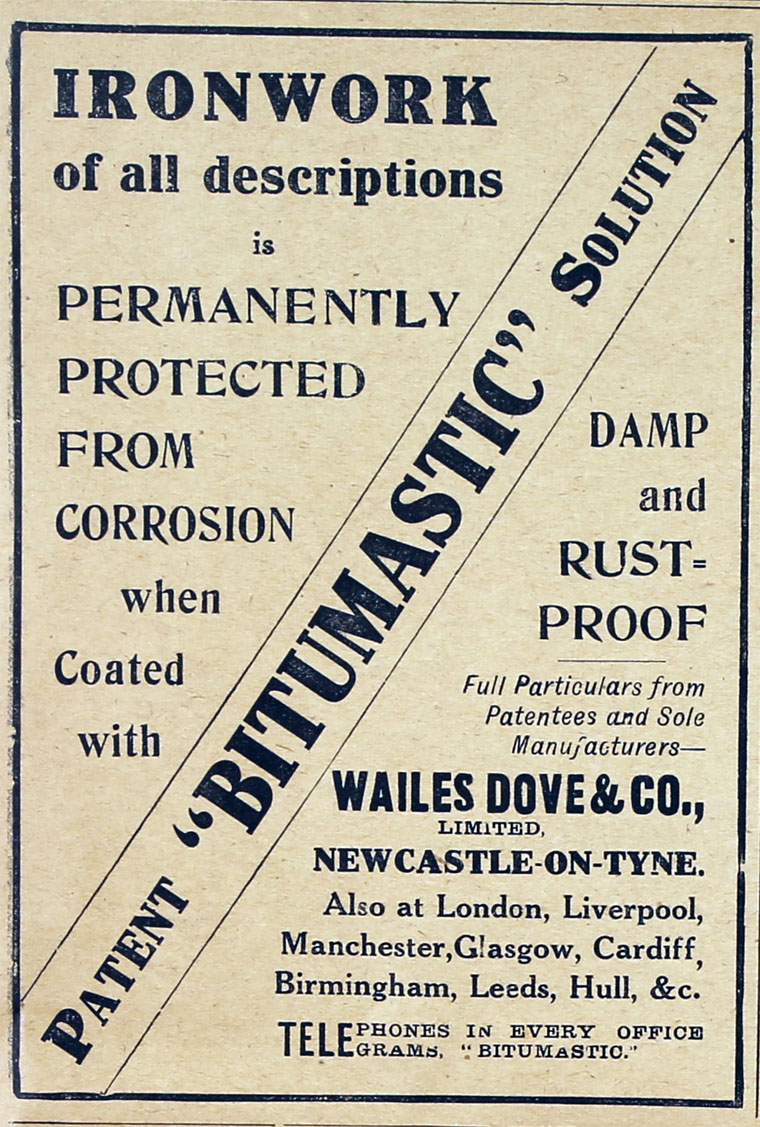 IRONWORK
of all descriptions
is
PERMANENTLY
PROTECTED
FROM
CORROSION
when
Coated
with
PATENT "BITUMASTIC" SOLUTION
DAMP
and
RUST=
PROOF
Full Particulars from
Patentees and Sole
Manufacturers—
WAILES DOVE & CO.,
LIMITED,
NEWCASTLE-ON-TYNE.
Also at London, Liverpool,
Manchester, Glasgow, Cardiff,
Birmingham, Leeds, Hull, &c.
TELEPHONES IN EVERY OFFICE
GRAMS, "BITUMASTIC."